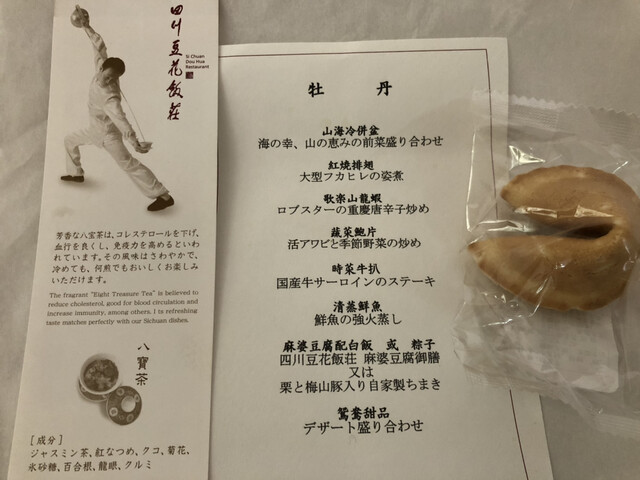 四川豆花飯荘
Si Chuan
Dou Hua
Restaurant
芳香な八宝茶は、コレステロールを下げ、
血行を良くし、免疫力を高めるといわ
れています。その風味はさわやかで、
冷めても、何煎でもおいしくお楽しみ
いただけます。
The fragrant "Eight Treasure Tea" is believed to
reduce cholesterol, good for blood circulation and
increase immunity, among others. I ts refreshing
taste matches perfectly with our Sichuan dishes.
八寶茶
[成分]
ジャスミン茶、紅なつめ、クコ、菊花、
氷砂糖、百合根、龍眼、クルミ
牡 丹
山海冷併盆
海の幸、山の恵みの前菜盛り合わせ
紅燒排翅
大型フカヒレの姿煮
歌楽山龍蝦
ロブスターの重慶唐辛子炒め
蔬菜鮑片
活アワビと季節野菜の炒め
時菜牛扒
国産牛サーロインのステーキ
清蒸鮮魚
鮮魚の強火蒸し
麻婆豆腐配白飯 或 粽子
四川豆花飯荘 麻婆豆腐御膳
又は
栗と梅山豚入り自家製ちまき
鴛鴦甜品
デザート盛り合わせ